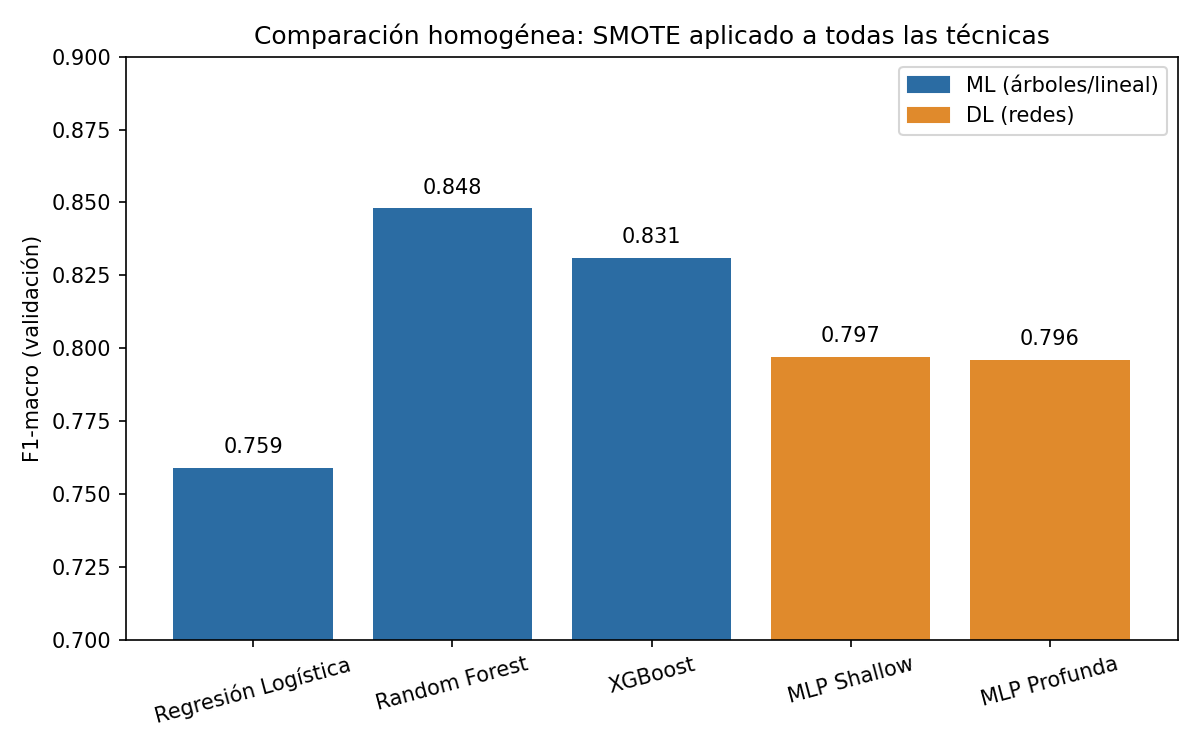 Comparación homogénea: SMOTE aplicado a todas las técnicas
F1-macro (validación)
0.900
0.875
0.850
0.825
0.800
0.775
0.750
0.725
0.700
ML (árboles/lineal)
DL (redes)
0.759
0.848
0.831
0.797
0.796
Regresión Logística
Random Forest
XGBoost
MLP Shallow
MLP Profunda